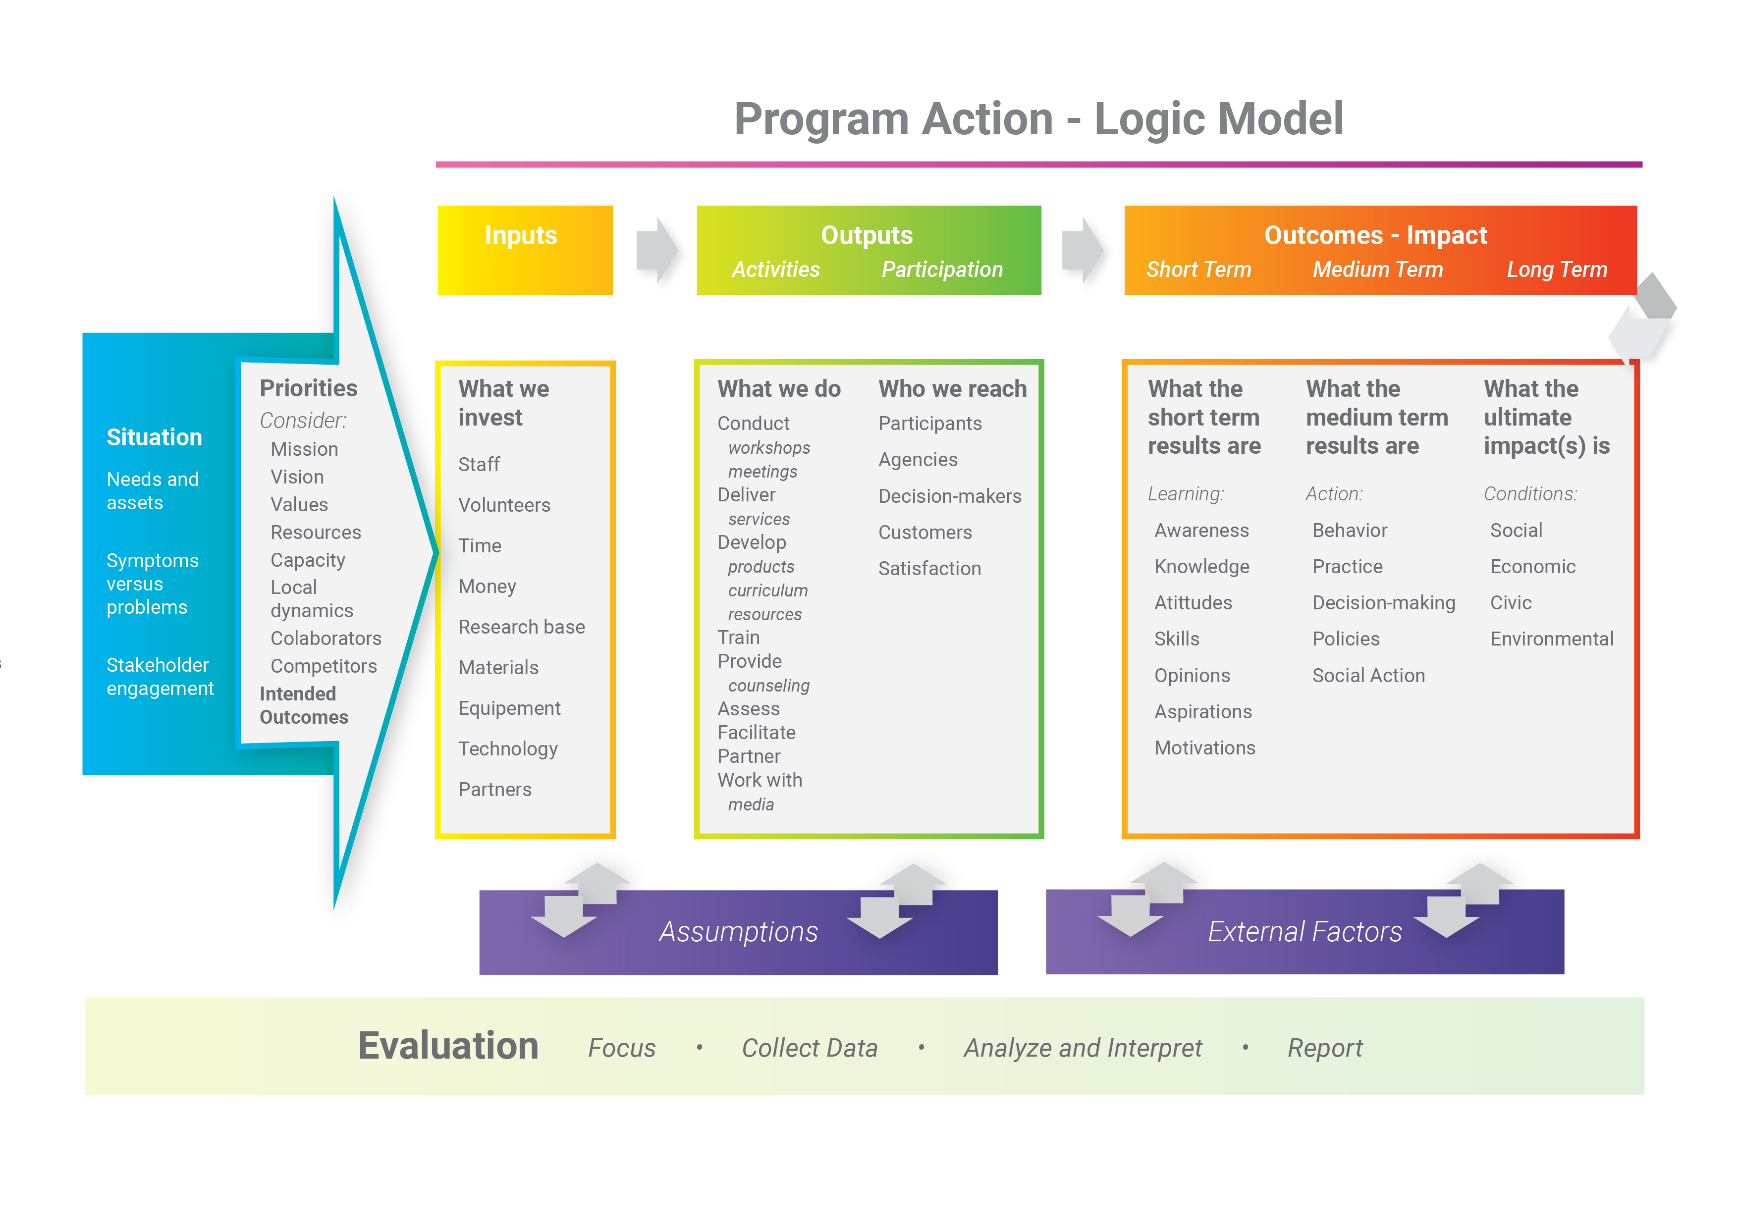 Program Action - Logic Model
Inputs
Outputs
Activities Participation
Outcomes - Impact
Short Term Medium Term Long Term
Situation
Needs and
assets
Symptoms
versus
problems
Stakeholder
engagement
Priorities
Consider:
Mission
Vision
Values
Resources
Capacity
Local
dynamics
Colaborators
Competitors
Intended
Outcomes
What we
invest
Staff
Volunteers
Time
Money
Research base
Materials
Equipement
Technology
Partners
What we do
Conduct
workshops
meetings
Deliver
services
Develop
products
curriculum
resources
Train
Provide
counseling
Assess
Facilitate
Partner
Work with
media
Who we reach
Participants
Agencies
Decision-makers
Customers
Satisfaction
What the
short term
results are
Learning:
Awareness
Knowledge
Atittudes
Skills
Opinions
Aspirations
Motivations
What the
medium term
results are
Action:
Behavior
Practice
Decision-making
Policies
Social Action
What the
ultimate
impact(s) is
Conditions:
Social
Economic
Civic
Environmental
Assumptions
External Factors
Evaluation Focus • Collect Data • Analyze and Interpret • Report